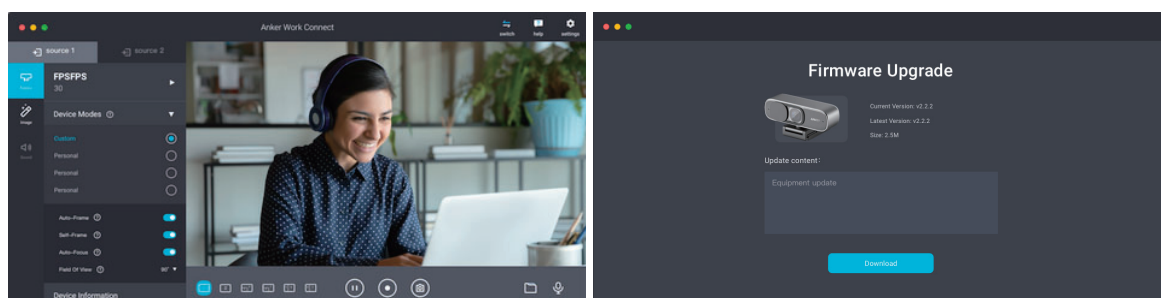 Anker Work Connect
switch
help
settings
source 1
source 2
FPSFPS
30
Device Modes
Image
Custom
Personal
Personal
Personal
Auto-Frame
Self-Frame
Auto-Focus
Field Of View
Device Information
Firmware Upgrade
Current Version: v2.2.2
Latest Version: v2.2.2
Size: 2.5M
Update content:
Equipment update
Download